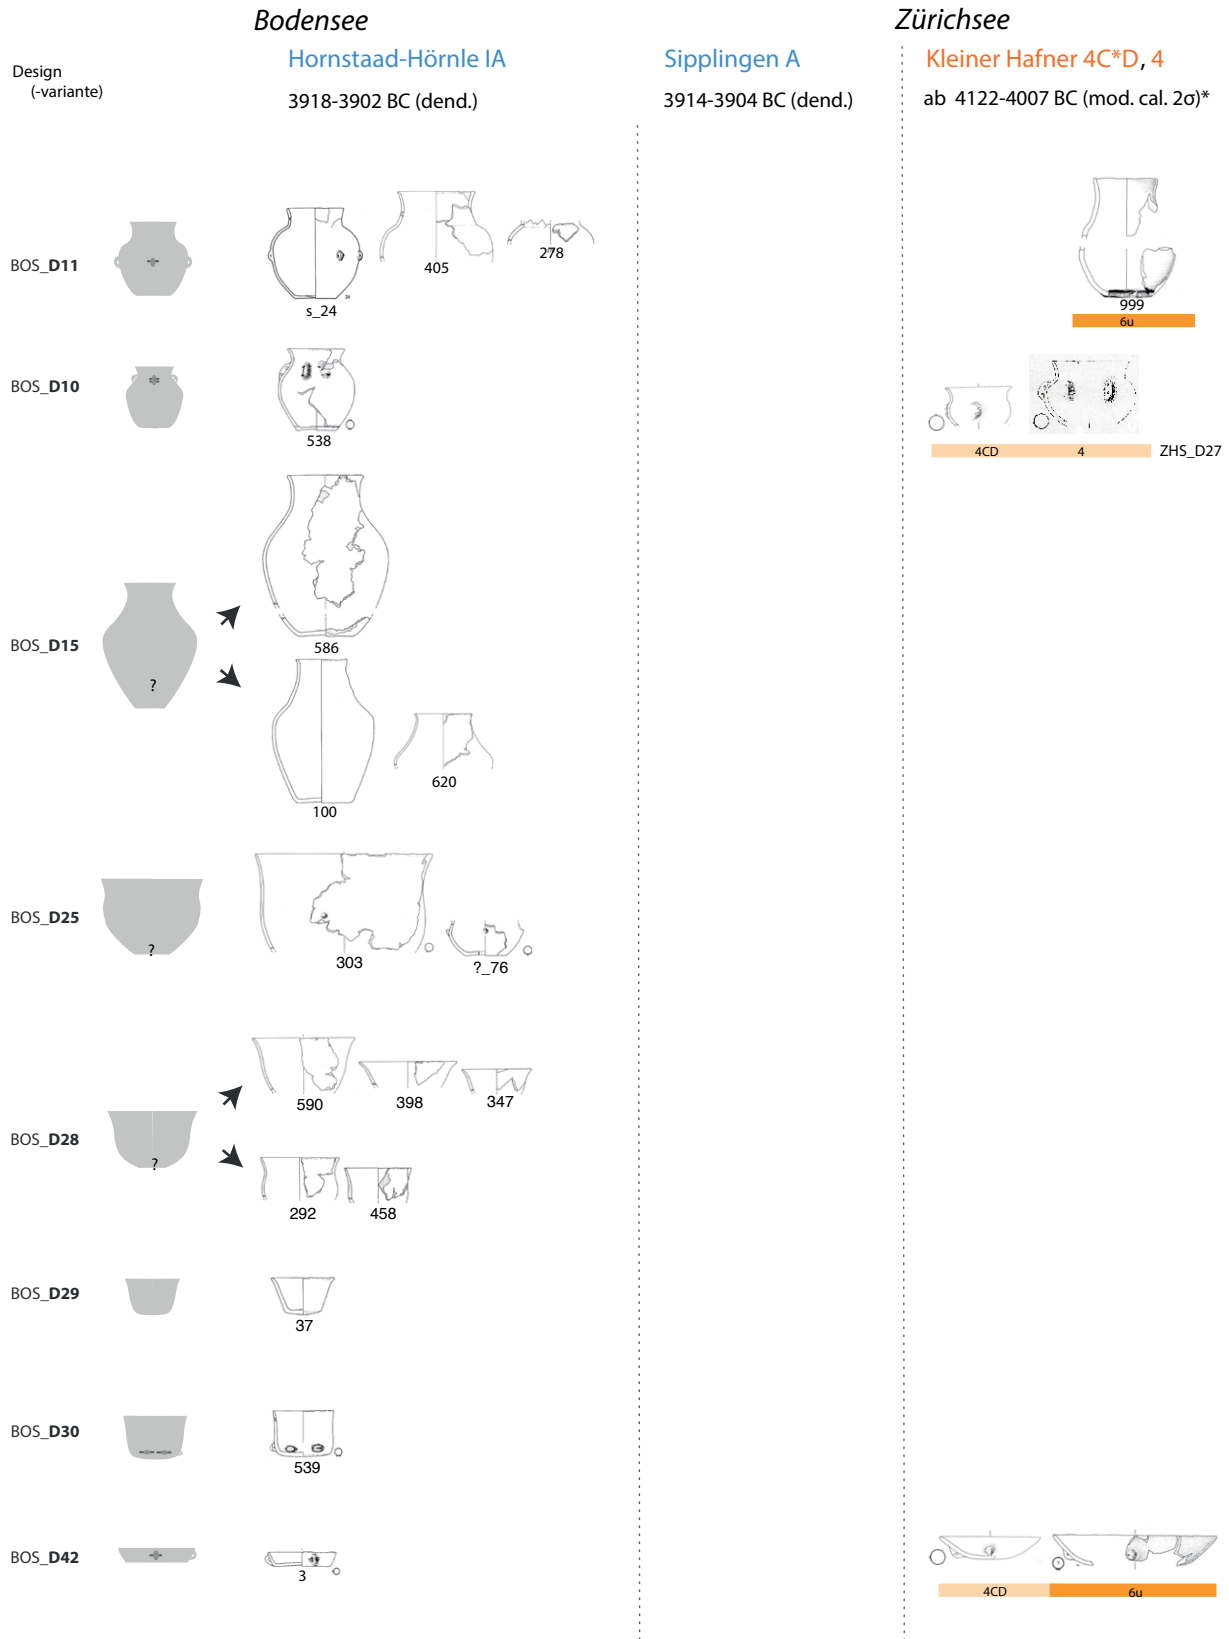 Bodensee
Zürichsee
Design
(-variante)
Hornstaad-Hörnle IA
Sipplingen A
Kleiner Hafner 4C*D, 4
3918-3902 BC (dend.)
3914-3904 BC (dend.)
ab 4122-4007 BC (mod. cal. 2σ)*
BOS_D11
s_24
24
405
278
999
6u
BOS_D10
538
4CD
4
ZHS_D27
BOS_D15
?
586
100
620
BOS_D25
?
303
?_76
BOS_D28
?
590
398
347
292
458
BOS_D29
37
BOS_D30
539
BOS_D42
3
4CD
6u